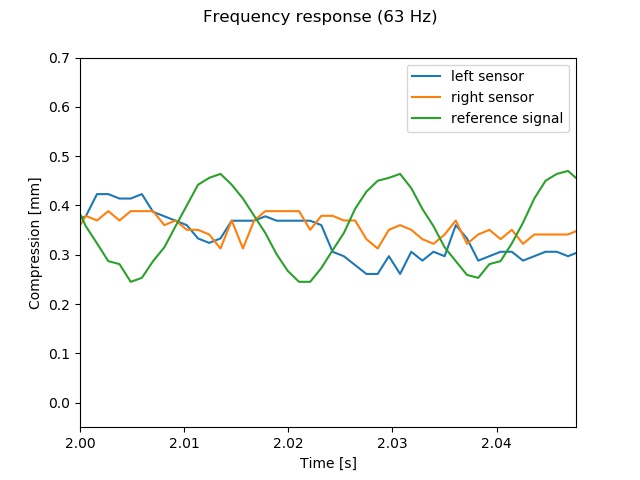 Frequency response (63 Hz)
0.7
0.6
0.5
0.4
0.3
0.2
0.1
0.0
Compression [mm]
left sensor
right sensor
reference signal
2.00 2.01 2.02 2.03 2.04
Time [s]